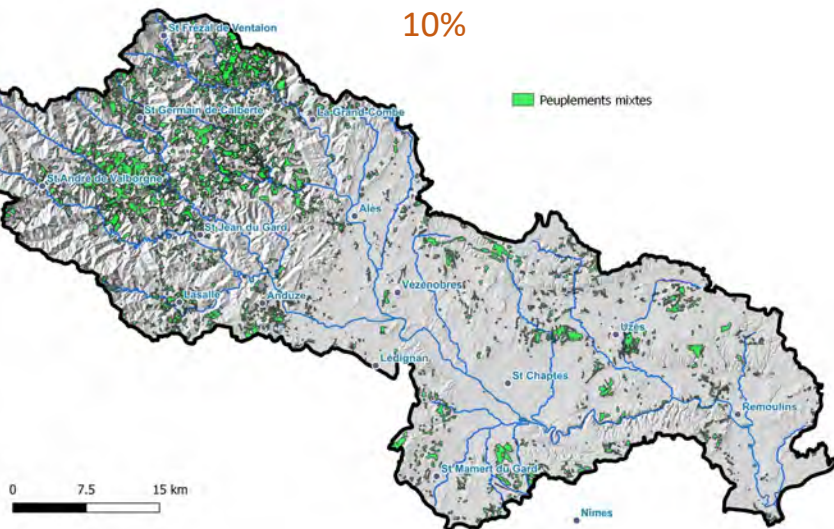 10%
St Frézal de Ventalon
Peuplements mixtes
St Germain de Calberte
La Grand-Combe
St André de Valborgne
Alès
St Jean du Gard
Vezénobres
Lasalle
Anduze
Uzès
Lédignan
St Chaptes
Remoulins
St Mamert du Gard
0 7.5 15 km
Nîmes